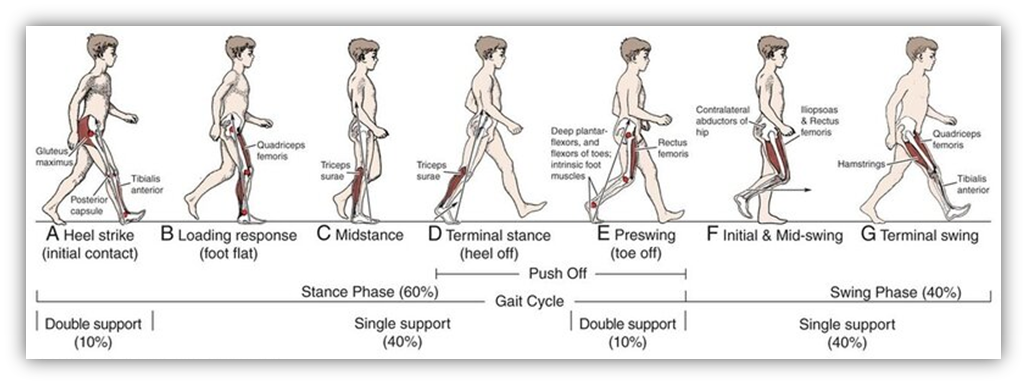 Gluteus
maximus
Posterior
capsule
Tibialis
anterior
Quadriceps
femoris
Triceps
surae
Triceps
surae
Deep plantar-
flexors, and
flexors of toes;
intrinsic foot
muscles
Rectus
femoris
Contralateral
abductors of
hip
Iliopsoas
& Rectus
femoris
Hamstrings
Quadriceps
femoris
Tibialis
anterior
A Heel strike
(initial contact)
B Loading response
(foot flat)
C Midstance
D Terminal stance
(heel off)
E Preswing
(toe off)
F Initial & Mid-swing
G Terminal swing
Push Off
Stance Phase (60%)
Gait Cycle
Swing Phase (40%)
Double support
(10%)
Single support
(40%)
Double support
(10%)
Single support
(40%)